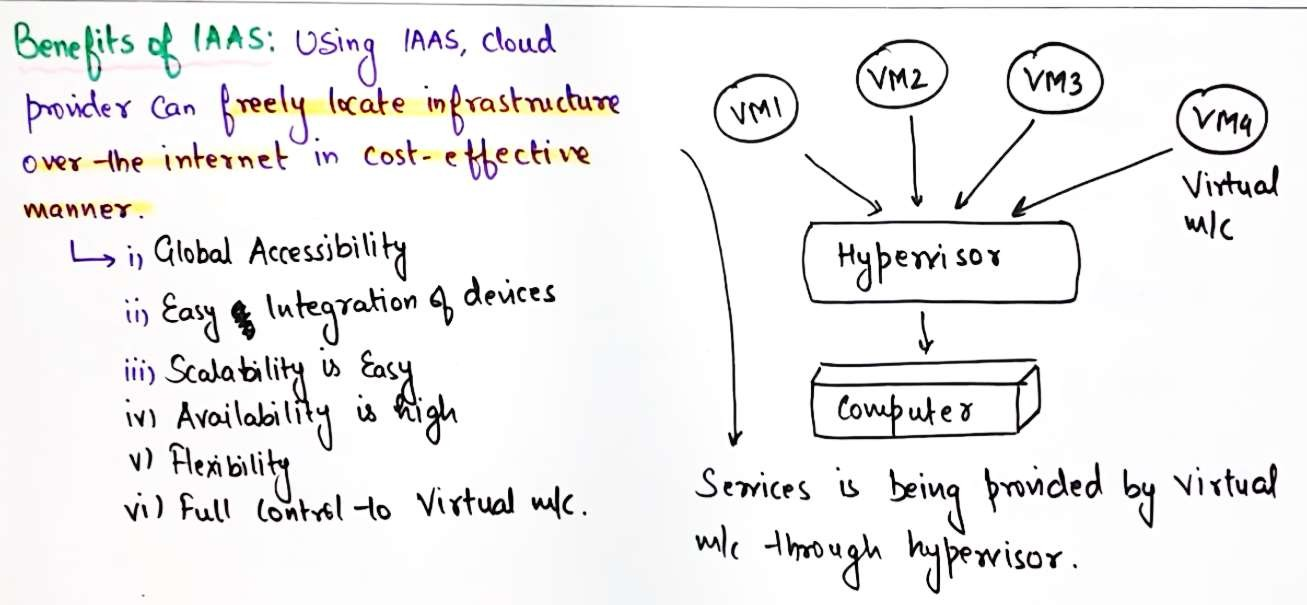 Benefits of IAAS: Using IAAS, Cloud
provider can freely locate infrastructure
over the internet in cost-effective
manner.
i) Global Accessibility
ii) Easy Integration of devices
iii) Scalability is Easy
iv) Availability is high
v) Flexibility
vi) Full control to Virtual m/c.
VM1
VM2
VM3
VM4
Virtual
m/c
Hypervisor
Computer
Services is being provided by virtual
m/c through hypervisor.